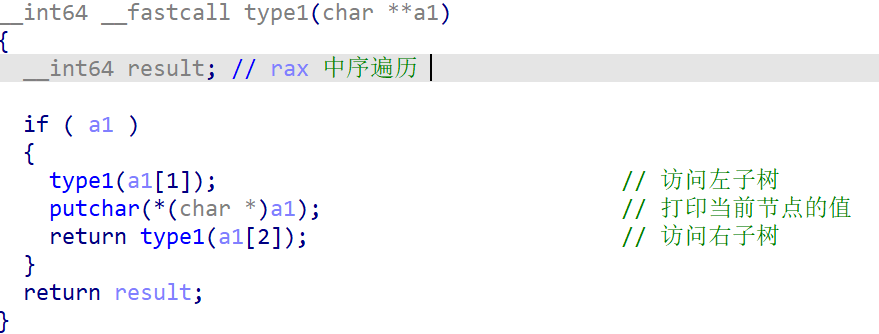 __int64 __fastcall type1(char **a1)
{
  __int64 result; // rax 中序遍历

  if ( a1 )
  {
    type1(a1[1]);                               // 访问左子树
    putchar(*(char *)a1);                       // 打印当前节点的值
    return type1(a1[2]);                        // 访问右子树
  }
  return result;
}